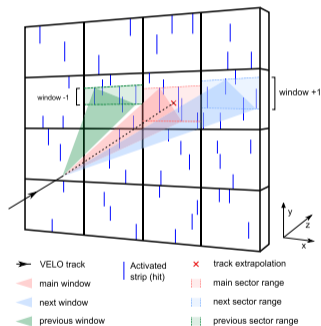 window -1
window +1
y
z
x
VELO track
Activated
strip (hit)
track extrapolation
main window
main sector range
next window
next sector range
previous window
previous sector range